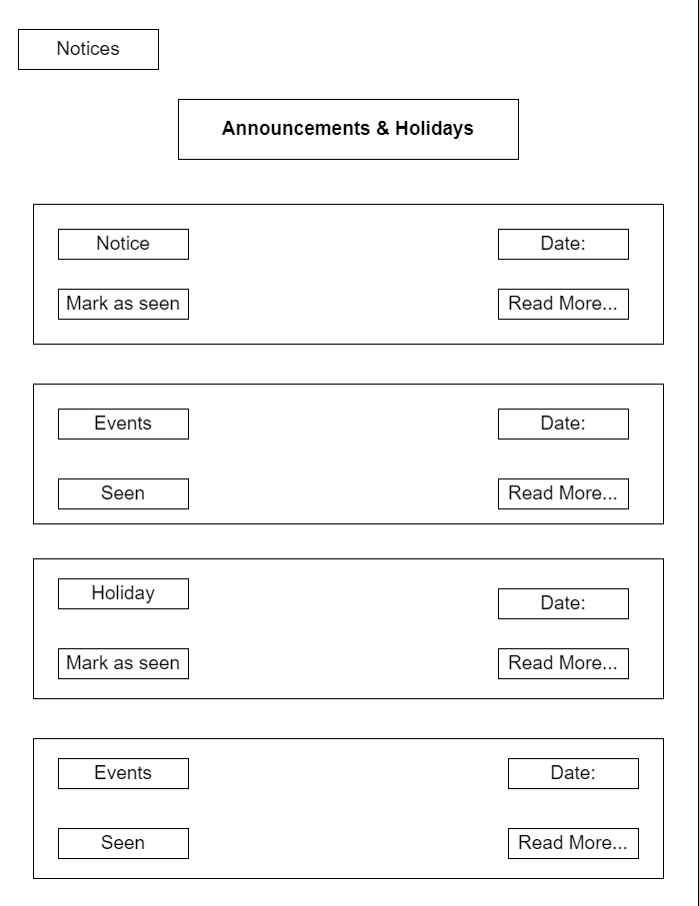 Notices
Announcements & Holidays
Notice
Date:
Mark as seen
Read More...
Events
Date:
Seen
Read More...
Holiday
Date:
Mark as seen
Read More...
Events
Date:
Seen
Read More...